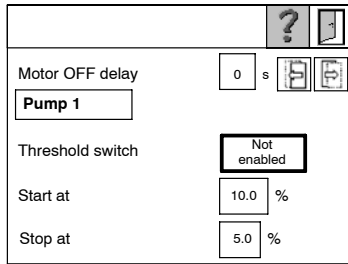 ?
Motor OFF delay 0 s
Pump 1
Threshold switch Not
enabled
Start at 10.0 %
Stop at 5.0 %